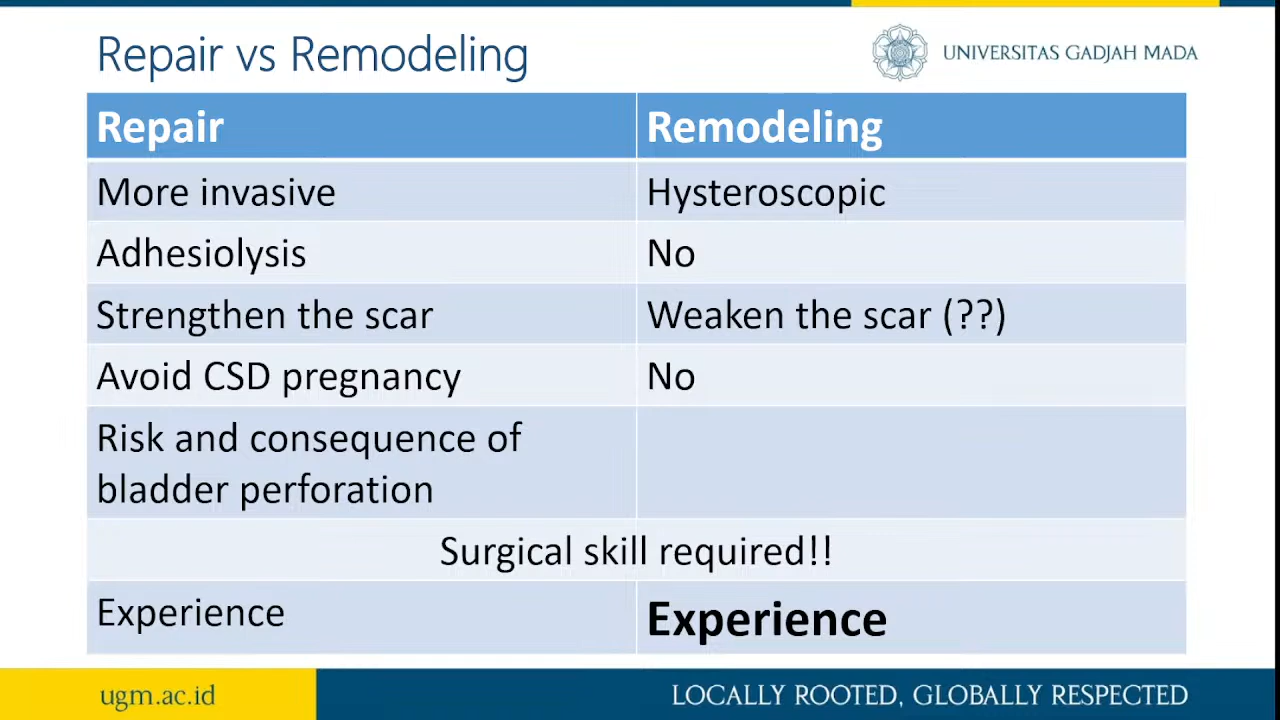 Repair vs Remodeling
UNIVERSITAS GADJAH MADA
Repair
Remodeling
More invasive
Hysteroscopic
Adhesiolysis
No
Strengthen the scar
Weaken the scar (??)
Avoid CSD pregnancy
No
Risk and consequence of
bladder perforation
Surgical skill required!!
Experience
Experience
ugm.ac.id
LOCALLY ROOTED, GLOBALLY RESPECTED